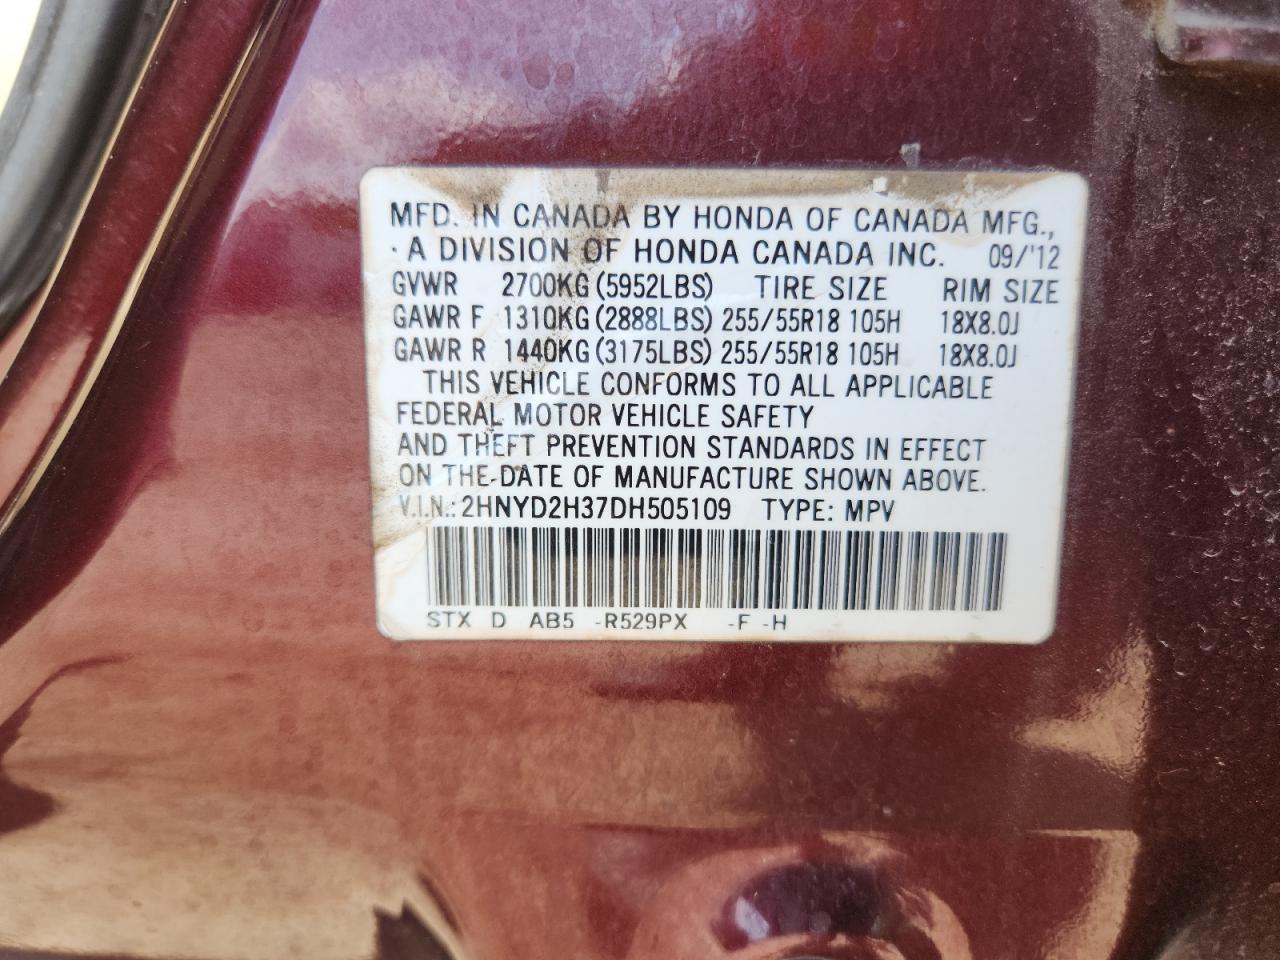 MFD. IN CANADA BY HONDA OF CANADA MFG.,
A DIVISION OF HONDA CANADA INC. 09/'12
GVWR 2700KG (5952LBS) TIRE SIZE RIM SIZE
GAWR F 1310KG (2888LBS) 255/55R18 105H 18X8.0J
GAWR R 1440KG (3175LBS) 255/55R18 105H 18X8.0J
THIS VEHICLE CONFORMS TO ALL APPLICABLE
FEDERAL MOTOR VEHICLE SAFETY
AND THEFT PREVENTION STANDARDS IN EFFECT
ON THE DATE OF MANUFACTURE SHOWN ABOVE.
V.I.N.: 2HNYD2H37DH505109 TYPE: MPV
STX D AB5 -R529PX -F -H